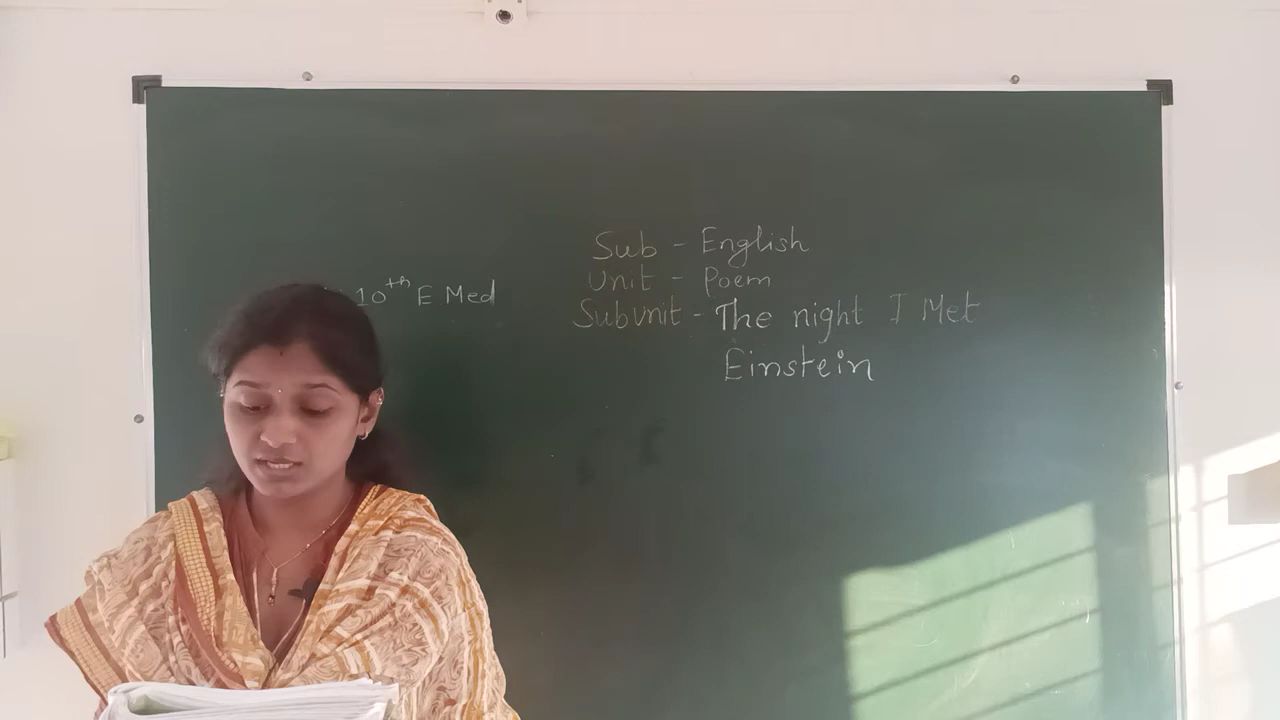 10th E Med
Sub - English
Unit - Poem
Subunit - The night I Met
Einstein